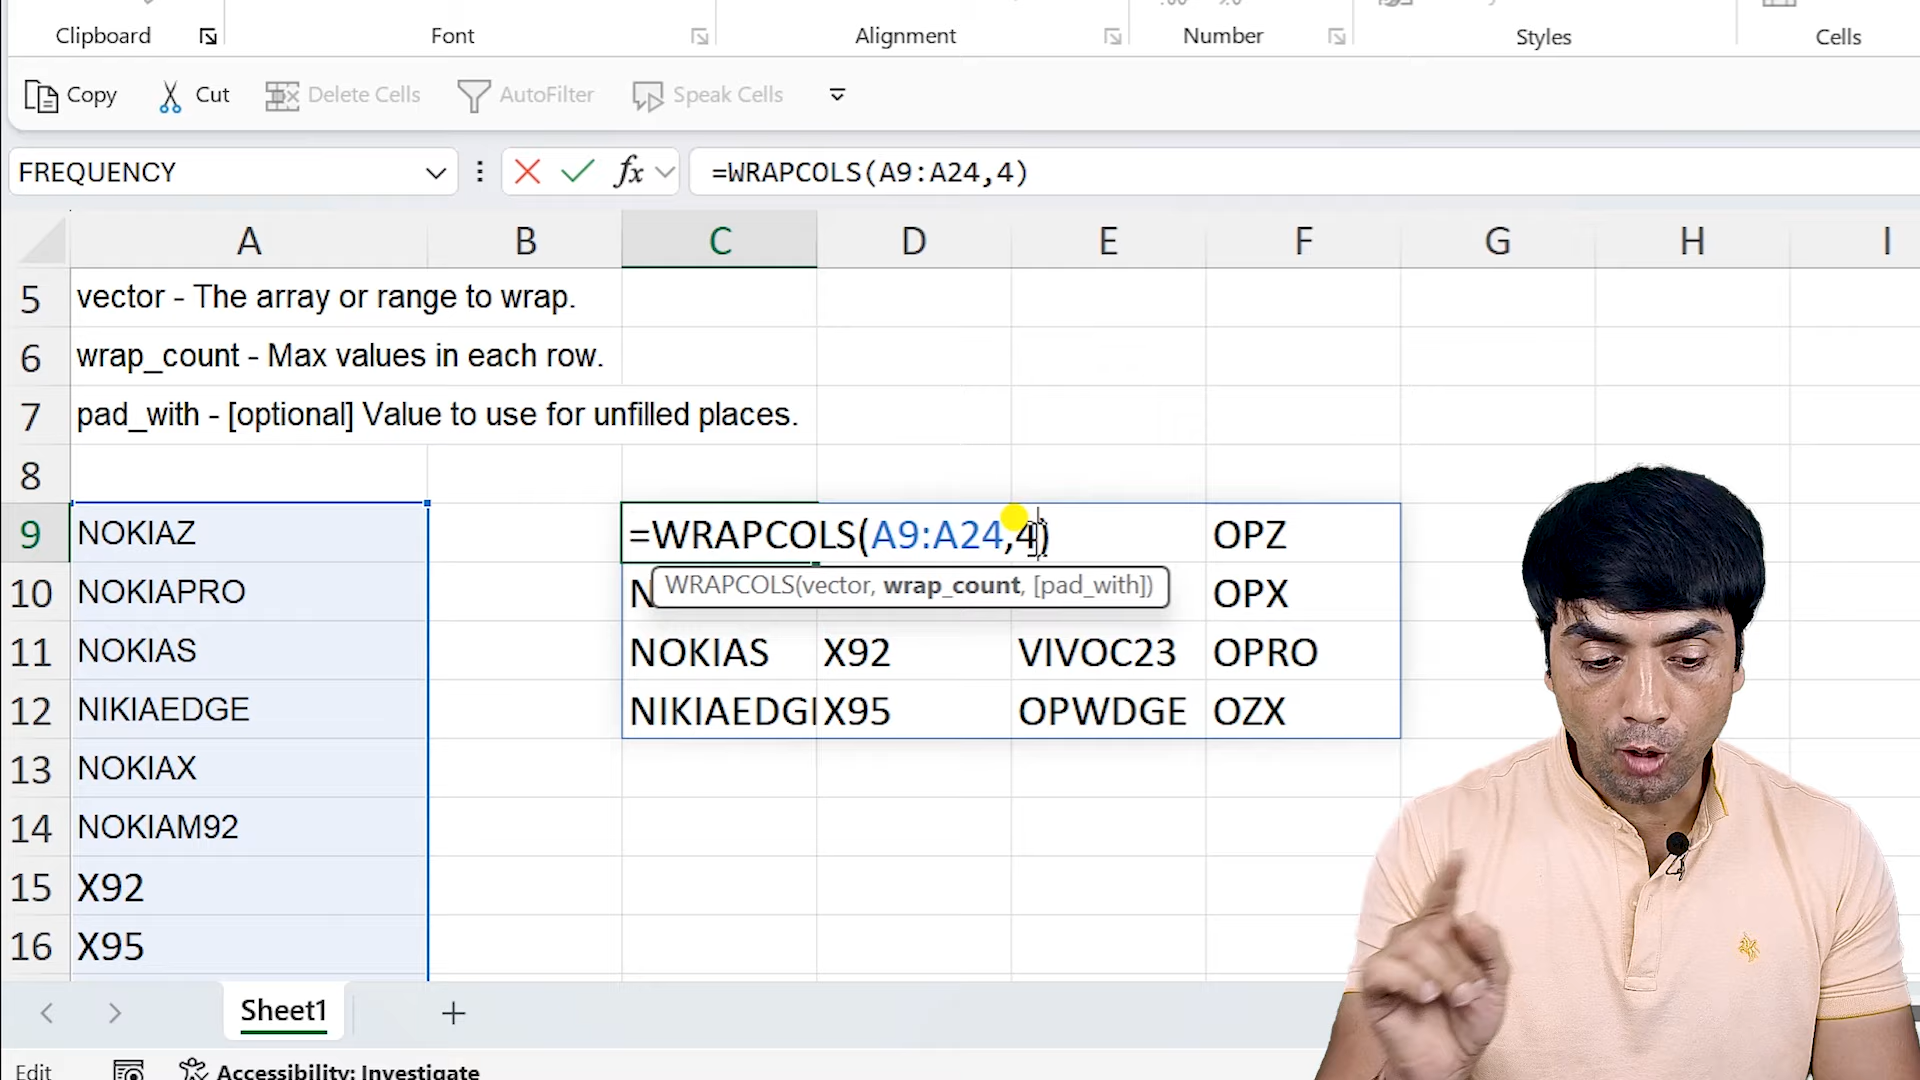 Clipboard Font Alignment Number Styles Cells
Copy Cut Delete Cells AutoFilter Speak Cells
FREQUENCY fx =WRAPCOLS(A9:A24,4)
A B C D E F G H I
5 vector - The array or range to wrap.
6 wrap_count - Max values in each row.
7 pad_with - [optional] Value to use for unfilled places.
8
9 NOKIAZ =WRAPCOLS(A9:A24,4) OPZ
10 NOKIAPRO N WRAPCOLS(vector, wrap_count, [pad_with]) OPX
11 NOKIAS NOKIAS X92 VIVOC23 OPRO
12 NIKIAEDGE NIKIAEDGE X95 OPWDGE OZX
13 NOKIAX
14 NOKIAM92
15 X92
16 X95
Sheet1
Edit Accessibility: Investigate